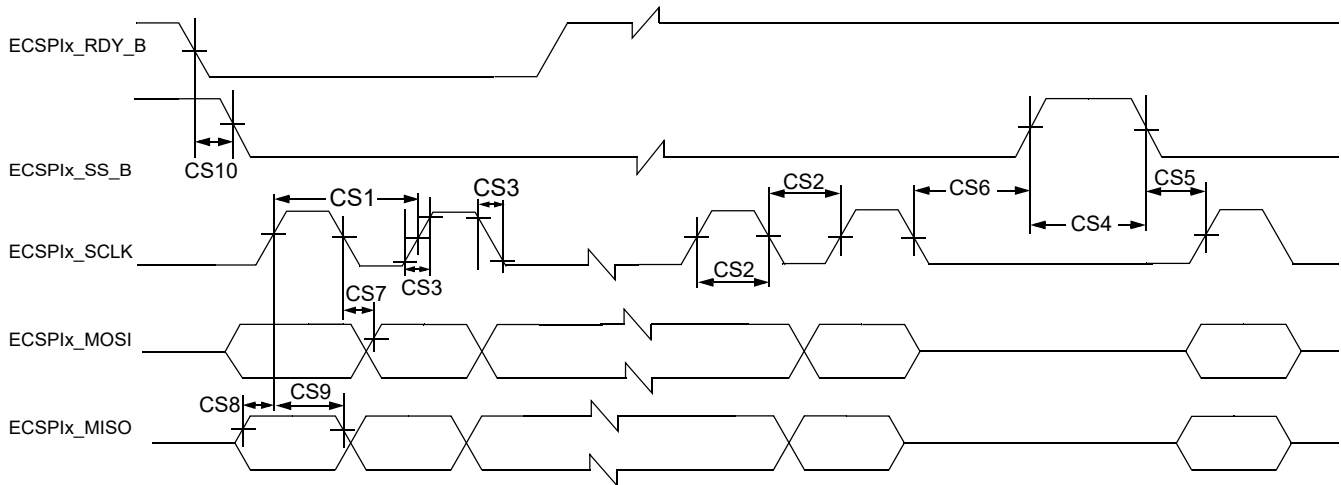 ECSPIx_RDY_B
CS10
ECSPIx_SS_B
CS1
CS3
CS2
CS6
CS5
CS4
ECSPIx_SCLK
CS3
CS2
CS7
ECSPIx_MOSI
CS8
CS9
ECSPIx_MISO